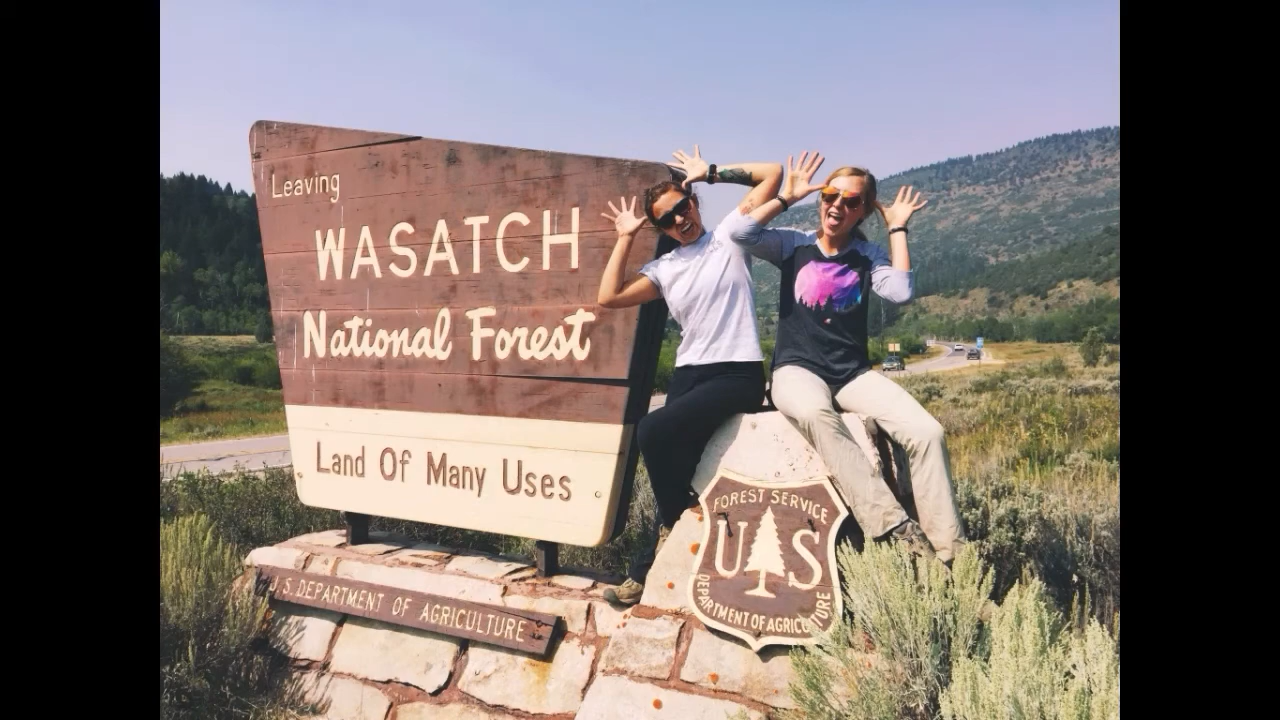 Leaving
WASATCH
National Forest
Land Of Many Uses
U.S. DEPARTMENT OF AGRICULTURE
FOREST SERVICE
U S
DEPARTMENT OF AGRICULTURE